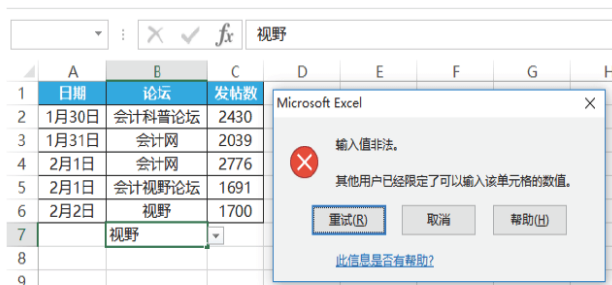 fx 视野
A B C D E F G H
1 日期 论坛 发帖数
2 1月30日 会计科普论坛 2430
3 1月31日 会计网 2039
4 2月1日 会计网 2776
5 2月1日 会计视野论坛 1691
6 2月2日 视野 1700
7 视野
8
9
Microsoft Excel
输入值非法。
其他用户已经限定了可以输入该单元格的数值。
重试(R) 取消 帮助(H)
此信息是否有帮助?